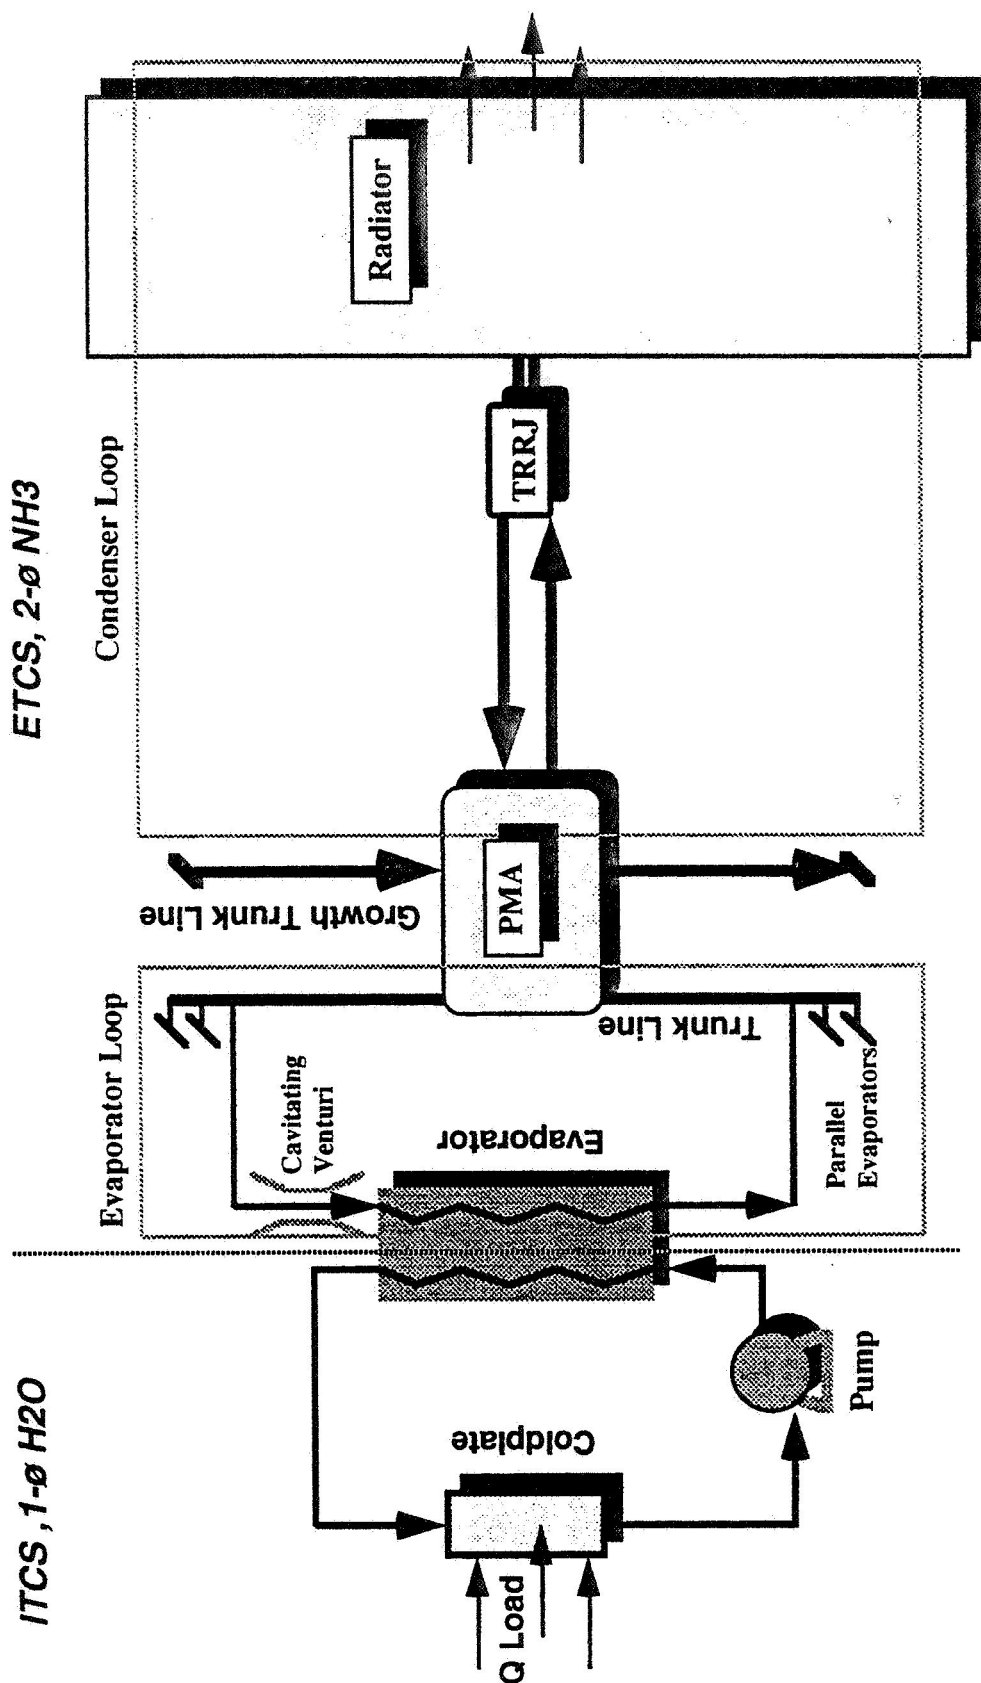 ITCS ,1-ø H2O
ETCS, 2-ø NH3
Evaporator Loop
Condenser Loop
Growth Trunk Line
Cavitating
Venturi
Radiator
Q Load
Coldplate
Evaporator
PMA
TRRJ
Trunk Line
Parallel
Evaporators
Pump